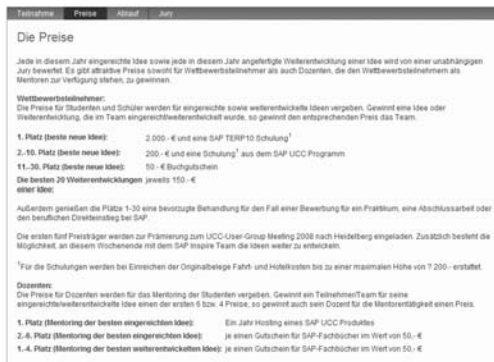 Teilnahme Preise Ablauf Jury
Die Preise
Jede in diesem Jahr eingereichte Idee sowie jede in diesem Jahr angefertigte Weiterentwicklung einer Idee wird von einer unabhängigen
Jury bewertet. Es gibt attraktive Preise sowohl für Wettbewerbsteilnehmer als auch Dozenten, die den Wettbewerbsteilnehmern als
Mentoren zur Verfügung stehen, zu gewinnen.
Wettbewerbsteilnehmer:
Die Preise für Studenten und Schüler werden für eingereichte sowie weiterentwickelte Ideen vergeben. Gewinnt eine Idee oder
Weiterentwicklung, die im Team eingereicht/weiterentwickelt wurde, so gewinnt den entsprechenden Preis das Team.
1. Platz (beste neue Idee): 2.000.- € und eine SAP TERP10 Schulung¹
2.-10. Platz (beste neue Idee): 200.- € und eine Schulung¹ aus dem SAP UCC Programm
11.-30. Platz (beste neue Idee): 50.- € Buchgutschein
Die besten 20 Weiterentwicklungen jeweils 150.- €
einer Idee:
Außerdem genießen die Plätze 1-30 eine bevorzugte Behandlung für den Fall einer Bewerbung für ein Praktikum, eine Abschlussarbeit oder
den beruflichen Direkteinstieg bei SAP.
Die ersten fünf Preisträger werden zur Prämierung zum UCC-User-Group Meeting 2008 nach Heidelberg eingeladen. Zusätzlich besteht die
Möglichkeit, an diesem Wochenende mit dem SAP Inspire Team die Ideen weiter zu entwickeln.
¹Für die Schulungen werden bei Einreichen der Originalbelege Fahrt- und Hotelkosten bis zu einer maximalen Höhe von ? 200.- erstattet.
Dozenten:
Die Preise für Dozenten werden für das Mentoring der Studenten vergeben. Gewinnt ein Teilnehmer/Team für seine
eingereichte/weiterentwickelte Idee einen der ersten 6 bzw. 4 Preise, so gewinnt auch sein Dozent für die Mentorentätigkeit einen Preis.
1. Platz (Mentoring der besten eingereichten Idee): Ein Jahr Hosting eines SAP UCC Produktes
2.-6. Platz (Mentoring der besten eingereichten Idee): je einen Gutschein für SAP-Fachbücher im Wert von 50,- €
1.-4. Platz (Mentoring der besten weiterentwickelten Idee): je einen Gutschein für SAP-Fachbücher im Wert von 50,- €